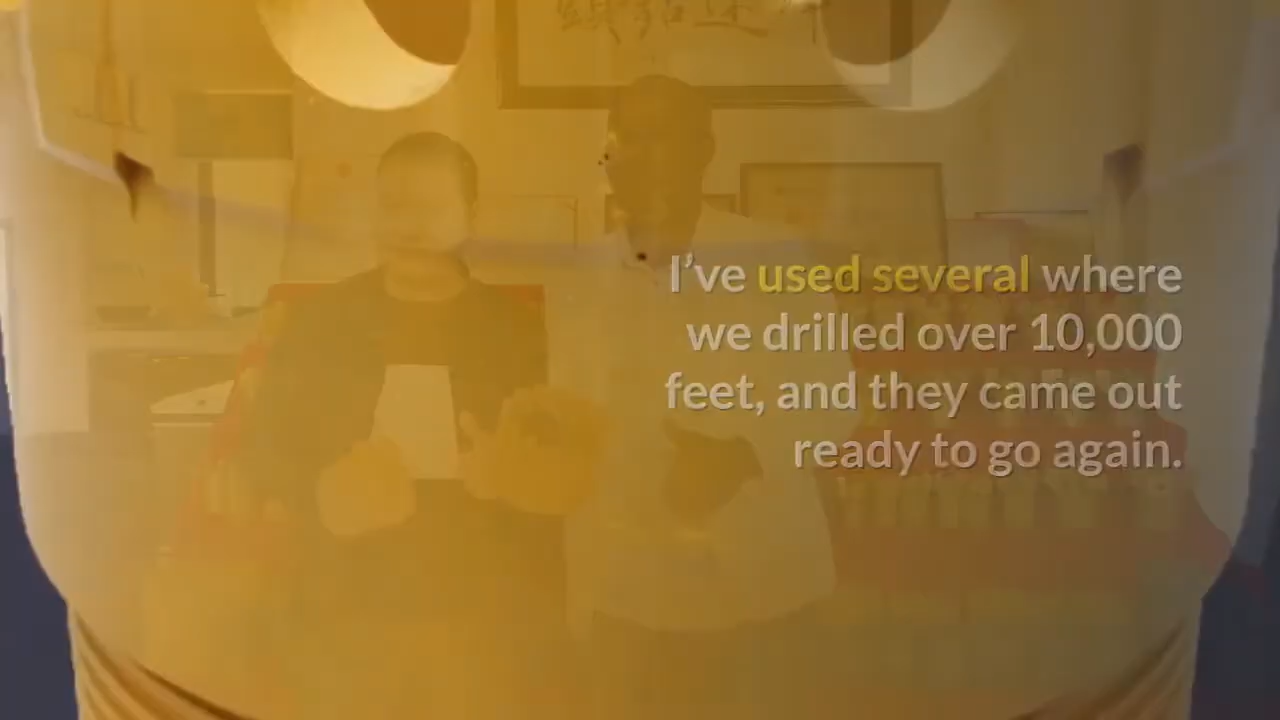 I've used several where
we drilled over 10,000
feet, and they came out
ready to go again.